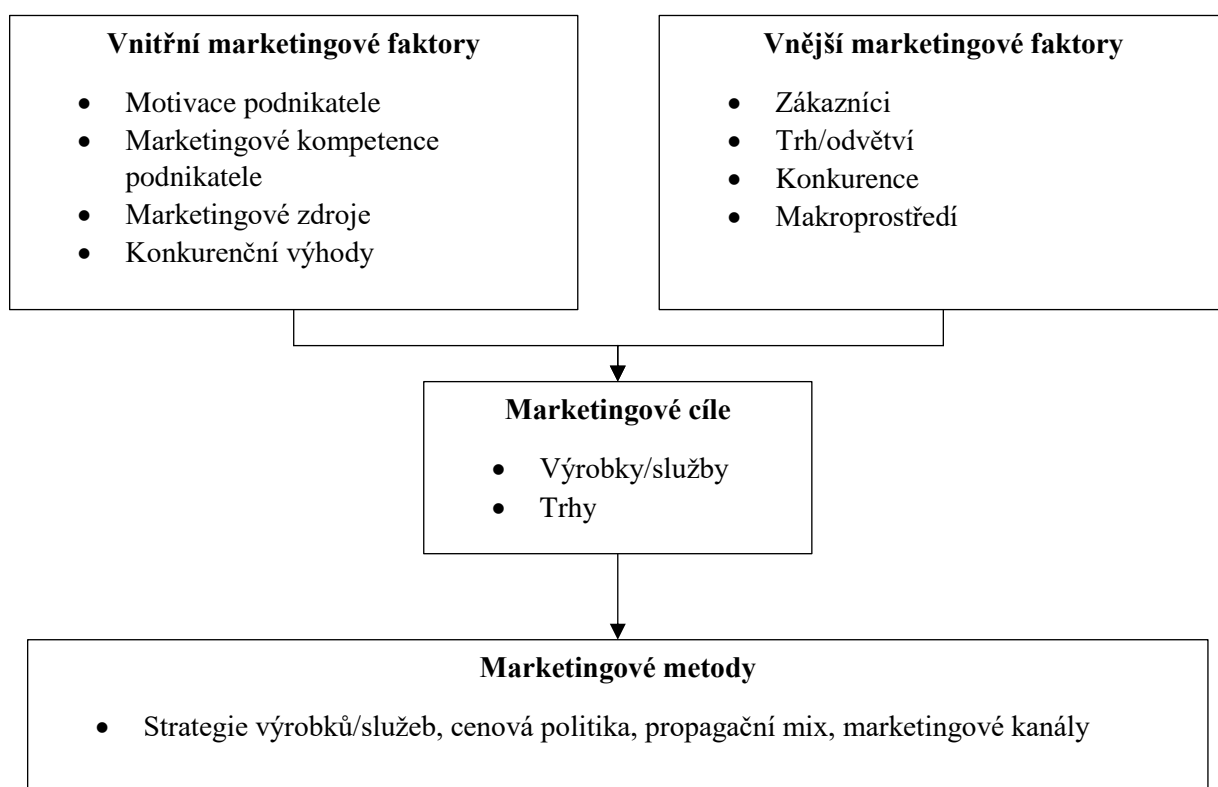 Vnitřní marketingové faktory
• Motivace podnikatele
• Marketingové kompetence
podnikatele
• Marketingové zdroje
• Konkurenční výhody
Vnější marketingové faktory
• Zákazníci
• Trh/odvětví
• Konkurence
• Makroprostředí
Marketingové cíle
• Výrobky/služby
• Trhy
Marketingové metody
• Strategie výrobků/služeb, cenová politika, propagační mix, marketingové kanály